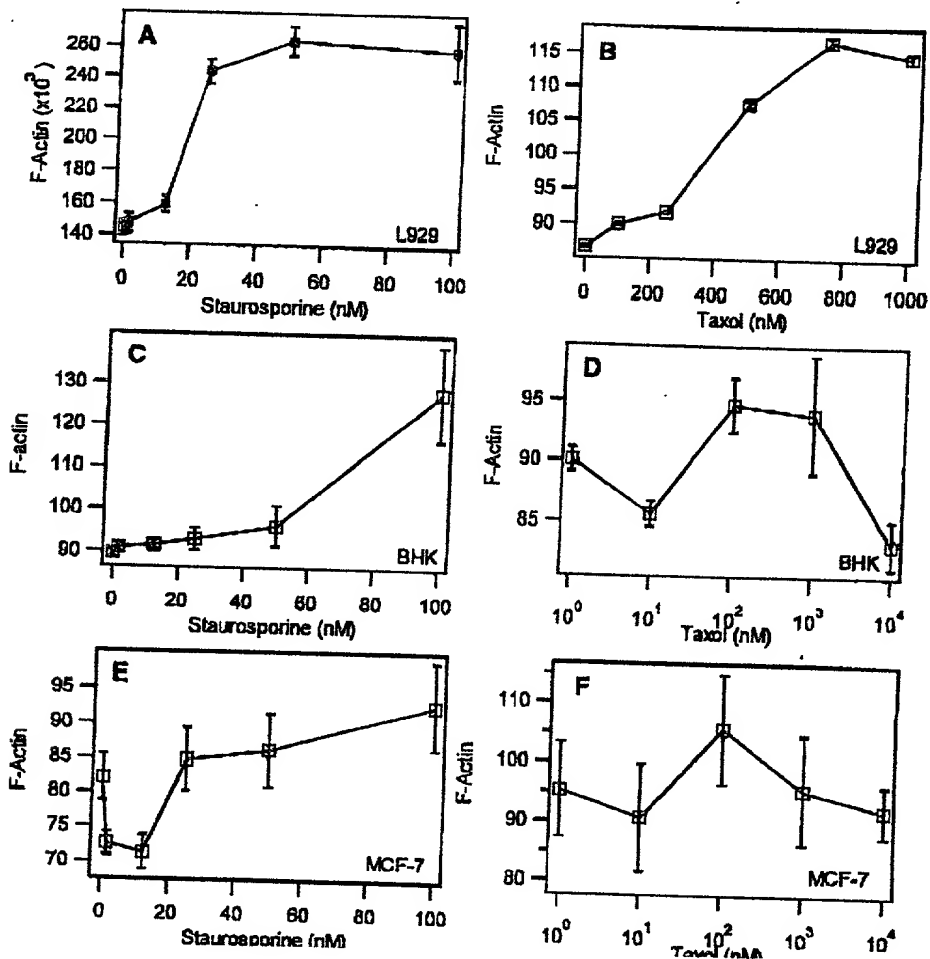 A
F-Actin (x10³)
260
240
220
200
180
160
140
L929
0 20 40 60 80 100
Staurosporine (nM)
B
F-Actin
115
110
105
100
95
90
L929
0 200 400 600 800 1000
Taxol (nM)
C
F-actin
130
120
110
100
90
BHK
0 20 40 60 80 100
Staurosporine (nM)
D
F-Actin
95
90
85
BHK
10⁰ 10¹ 10² 10³ 10⁴
Taxol (nM)
E
F-Actin
95
90
85
80
75
70
MCF-7
0 20 40 60 80 100
Staurosporine (nM)
F
F-Actin
110
100
90
80
MCF-7
10⁰ 10¹ 10² 10³ 10⁴
Taxol (nM)